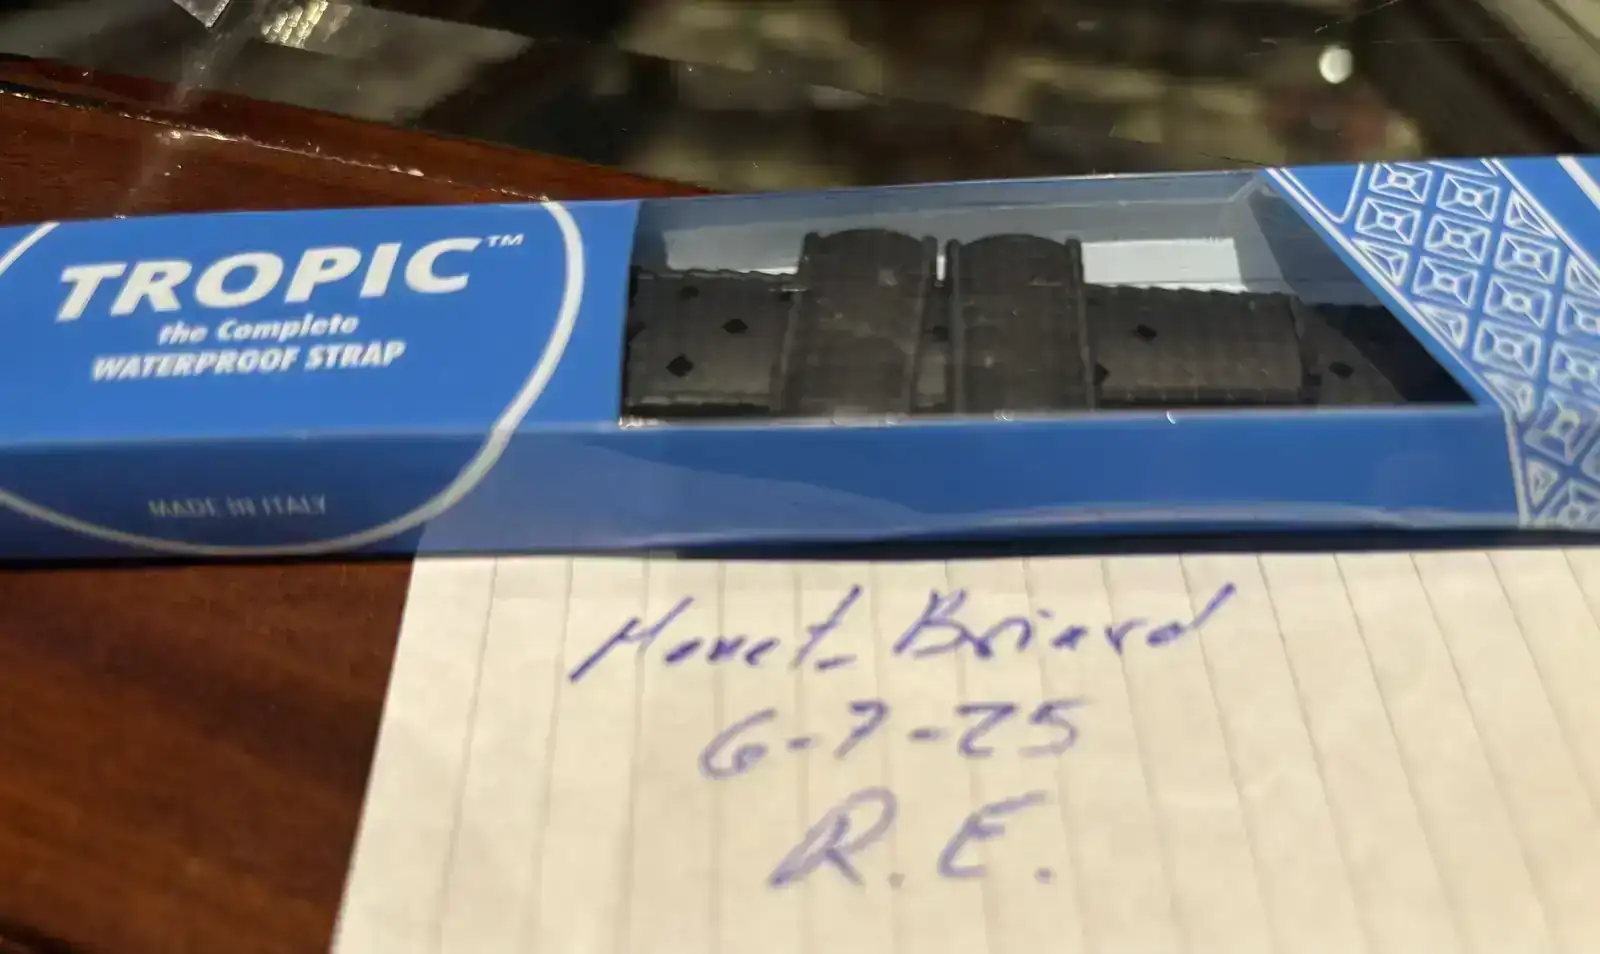 TROPIC™
the Complete
WATERPROOF STRAP
MADE IN ITALY
Monet_Briard
6-7-25
R.E.